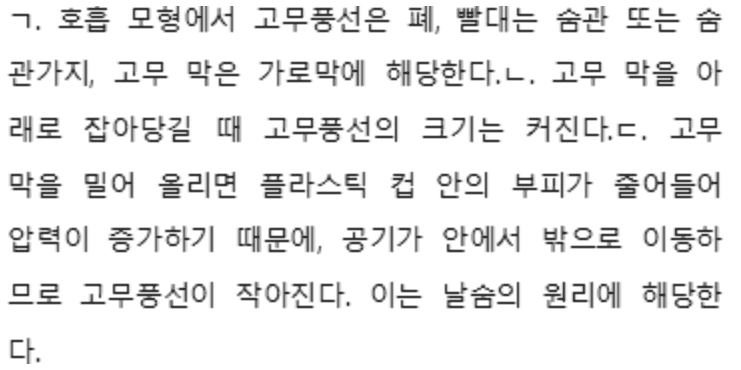 ㄱ. 호흡 모형에서 고무풍선은 폐, 빨대는 숨관 또는 숨
관가지, 고무 막은 가로막에 해당한다.ㄴ. 고무 막을 아
래로 잡아당길 때 고무풍선의 크기는 커진다.ㄷ. 고무
막을 밀어 올리면 플라스틱 컵 안의 부피가 줄어들어
압력이 증가하기 때문에, 공기가 안에서 밖으로 이동하
므로 고무풍선이 작아진다. 이는 날숨의 원리에 해당한
다.